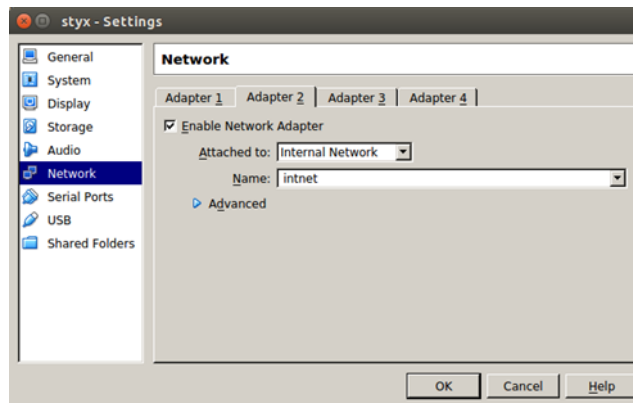 styx - Settings
General
System
Display
Storage
Audio
Network
Serial Ports
USB
Shared Folders
Network
Adapter 1 Adapter 2 Adapter 3 Adapter 4
Enable Network Adapter
Attached to: Internal Network
Name: intnet
Advanced
OK Cancel Help